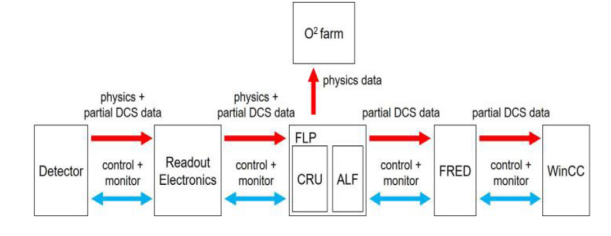 O² farm
physics data
physics +
partial DCS data
physics +
partial DCS data
partial DCS data
partial DCS data
Detector
control +
monitor
Readout
Electronics
control +
monitor
FLP
CRU
ALF
control +
monitor
FRED
control +
monitor
WinCC